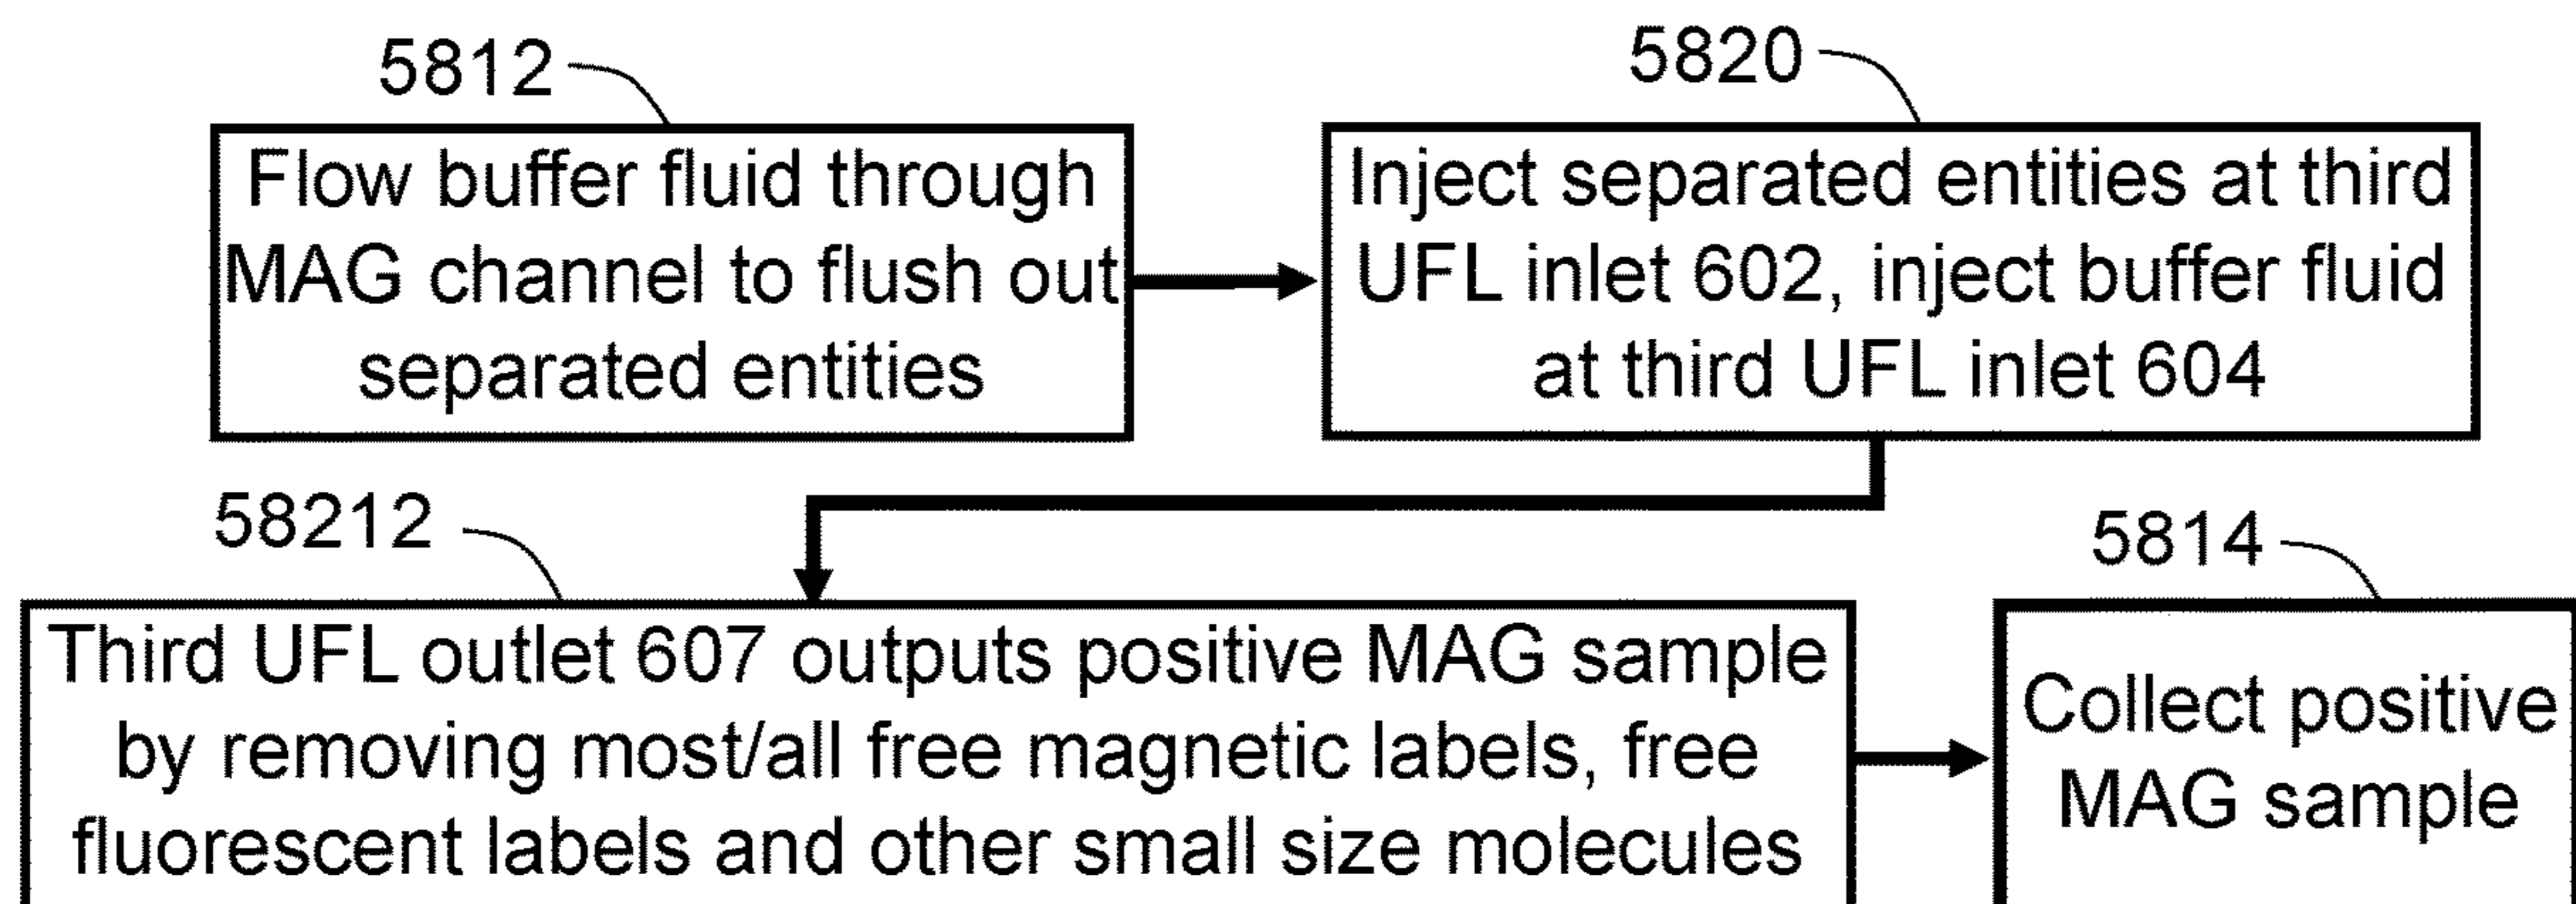 5812
5820
Flow buffer fluid through
MAG channel to flush out
separated entities
Inject separated entities at third
UFL inlet 602, inject buffer fluid
at third UFL inlet 604
58212
5814
Third UFL outlet 607 outputs positive MAG sample
by removing most/all free magnetic labels, free
fluorescent labels and other small size molecules
Collect positive
MAG sample